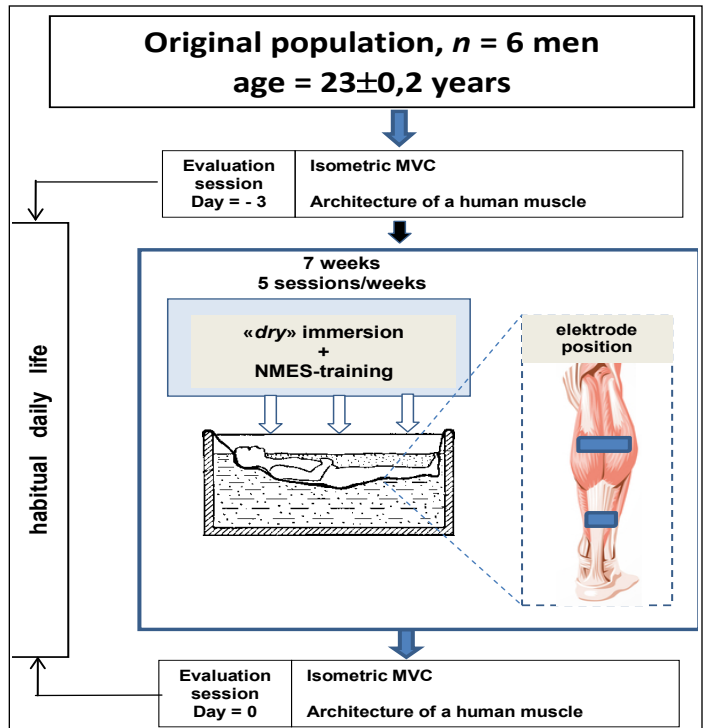 Original population, n = 6 men
age = 23±0,2 years
Evaluation
session
Day = - 3
Isometric MVC
Architecture of a human muscle
habitual daily life
7 weeks
5 sessions/weeks
«dry» immersion
+
NMES-training
elektrode
position
Evaluation
session
Day = 0
Isometric MVC
Architecture of a human muscle